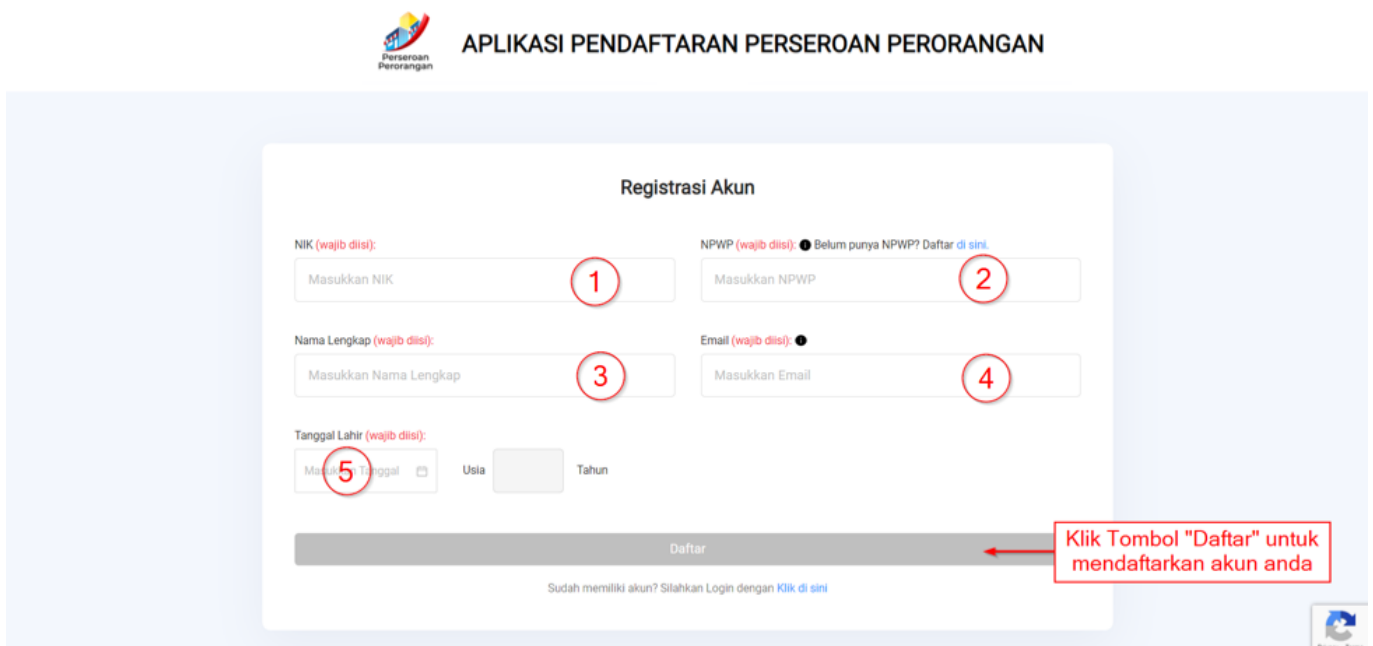 Perseroan
Perorangan
APLIKASI PENDAFTARAN PERSEROAN PERORANGAN
Registrasi Akun
NIK (wajib diisi):
Masukkan NIK
1
NPWP (wajib diisi): Belum punya NPWP? Daftar di sini.
Masukkan NPWP
2
Nama Lengkap (wajib diisi):
Masukkan Nama Lengkap
3
Email (wajib diisi):
Masukkan Email
4
Tanggal Lahir (wajib diisi):
Masukkan Tanggal
5
Usia
Tahun
Daftar
Klik Tombol "Daftar" untuk
mendaftarkan akun anda
Sudah memiliki akun? Silahkan Login dengan Klik di sini